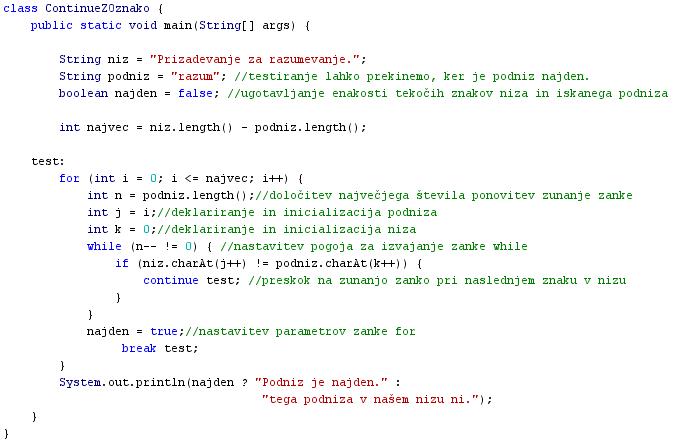 class ContinueZOznako {
    public static void main(String[] args) {
        String niz = "Prizadevanje za razumevanje.";
        String podniz = "razum"; //testiranje lahko prekinemo, ker je podniz najden.
        boolean najden = false; //ugotavljanje enakosti tekočih znakov niza in iskanega podniza
        int najvec = niz.length() - podniz.length();
    test:
        for (int i = 0; i <= najvec; i++) {
            int n = podniz.length();//določitev največjega števila ponovitev zunanje zanke
            int j = i;//deklariranje in inicializacija podniza
            int k = 0;//deklariranje in inicializacija niza
            while (n-- != 0) { //nastavitev pogoja za izvajanje zanke while
                if (niz.charAt(j++) != podniz.charAt(k++)) {
                    continue test; //preskok na zunanjo zanko pri naslednjem znaku v nizu
                }
            }
            najden = true;//nastavitev parametrov zanke for
                 break test;
        }
        System.out.println(najden ? "Podniz je najden." :
                                     "tega podniza v našem nizu ni.");
    }
}